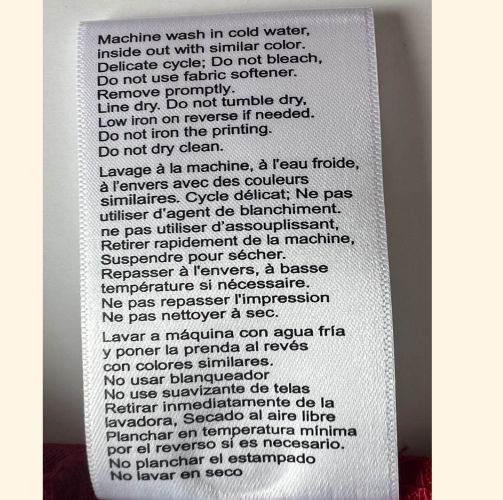 Machine wash in cold water,
inside out with similar color.
Delicate cycle; Do not bleach,
Do not use fabric softener.
Remove promptly.
Line dry. Do not tumble dry,
Low iron on reverse if needed.
Do not iron the printing.
Do not dry clean.
Lavage à la machine, à l'eau froide,
à l'envers avec des couleurs
similaires. Cycle délicat; Ne pas
utiliser d'agent de blanchiment.
ne pas utiliser d'assouplissant,
Retirer rapidement de la machine,
Suspendre pour sécher.
Repasser à l'envers, à basse
température si nécessaire.
Ne pas repasser l'impression
Ne pas nettoyer à sec.
Lavar a máquina con agua fría
y poner la prenda al revés
con colores similares.
No usar blanqueador
No use suavizante de telas
Retirar inmediatamente de la
lavadora, Secado al aire libre
Planchar en temperatura mínima
por el reverso si es necesario.
No planchar el estampado
No lavar en seco